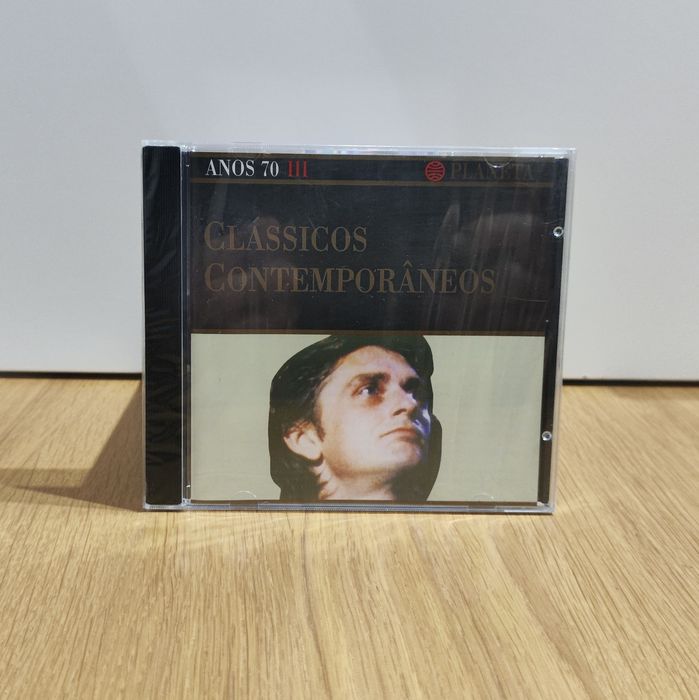 ANOS 70 III
PLANETA
CLÁSSICOS
CONTEMPORÂNEOS